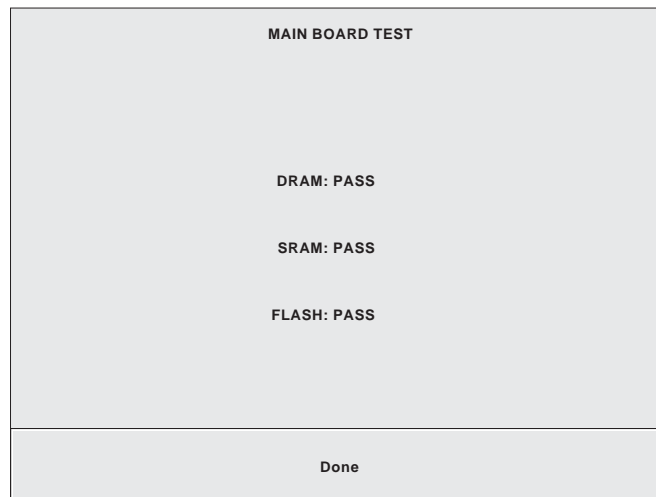 MAIN BOARD TEST
DRAM: PASS
SRAM: PASS
FLASH: PASS
Done